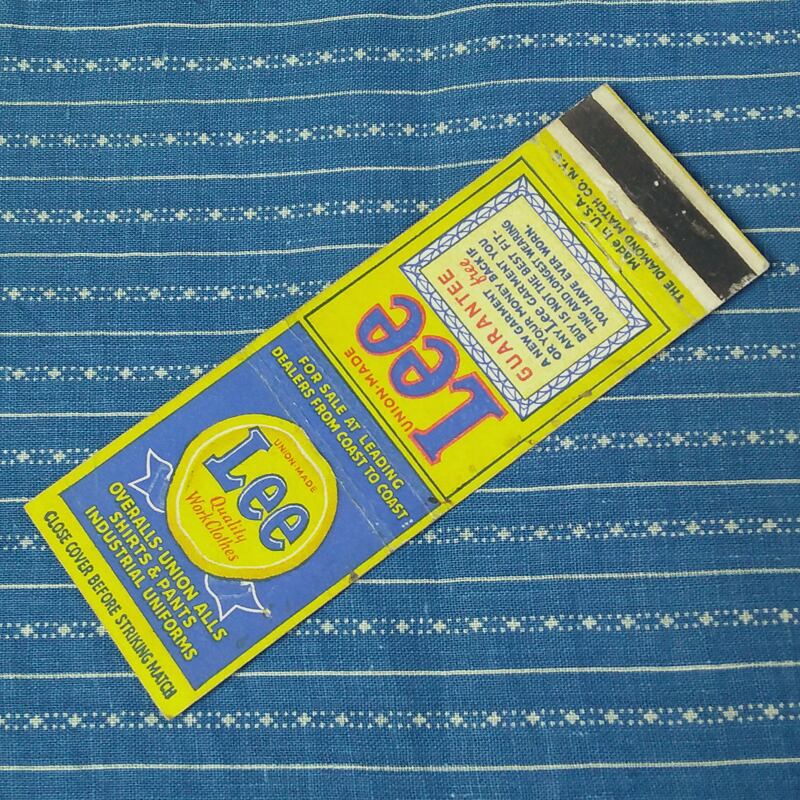 Made in U.S.A.
THE DIAMOND MATCH CO. N.Y.C.
UNION-MADE
Lee
GUARANTEE
A NEW GARMENT free
OR YOUR MONEY BACK IF
ANY Lee GARMENT YOU
BUY IS NOT THE BEST FIT-
TING AND LONGEST WEARING
YOU HAVE EVER WORN.
FOR SALE AT LEADING
DEALERS FROM COAST TO COAST:
UNION-MADE
Lee
Quality
WorkClothes
OVERALLS-UNION ALLS
SHIRTS & PANTS
INDUSTRIAL UNIFORMS
CLOSE COVER BEFORE STRIKING MATCH